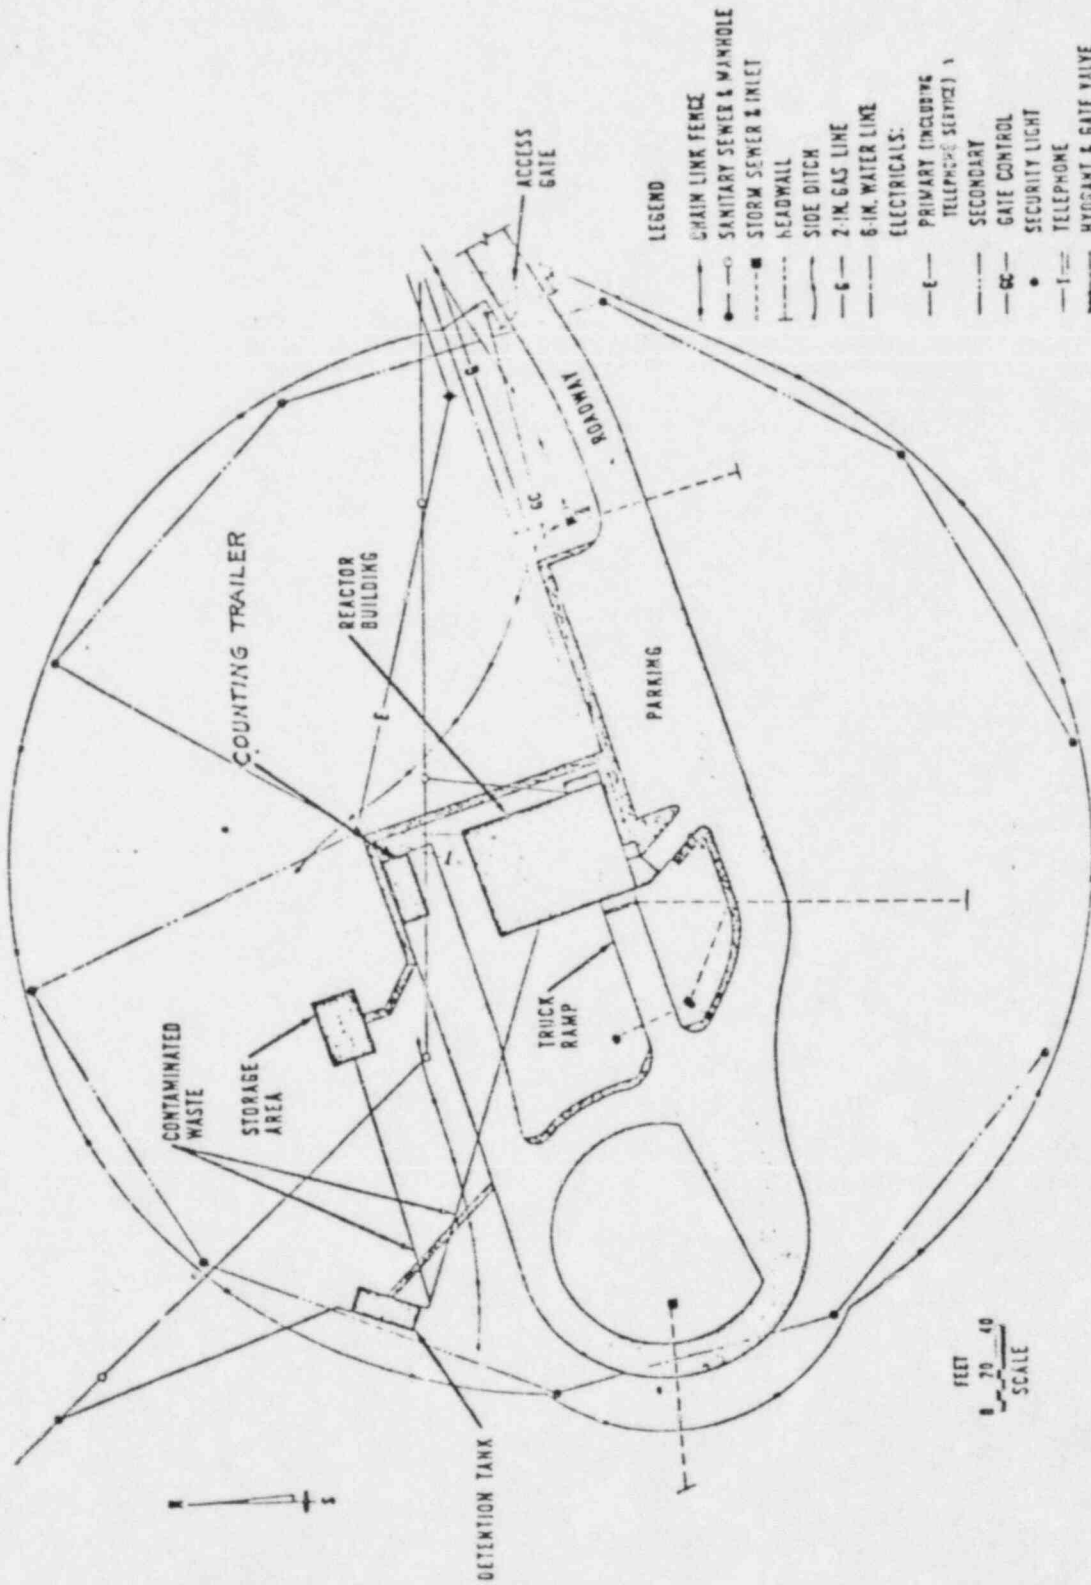 COUNTING TRAILER
REACTOR
BUILDING
CONTAMINATED
WASTE
STORAGE
AREA
DETENTION TANK
TRUCK
RAMP
PARKING
ROADWAY
ACCESS
GATE
E
G
GC
N
S
FEET
0 20 40
SCALE
LEGEND
CHAIN LINK FENCE
SANITARY SEWER & MANHOLE
STORM SEWER & INLET
HEADWALL
SIDE DITCH
G 2-IN. GAS LINE
6-IN. WATER LINE
ELECTRICALS:
E PRIMARY (INCLUDING
TELEPHONE SERVICE)
SECONDARY
GC GATE CONTROL
SECURITY LIGHT
T TELEPHONE
HYDRANT & GATE VALVE